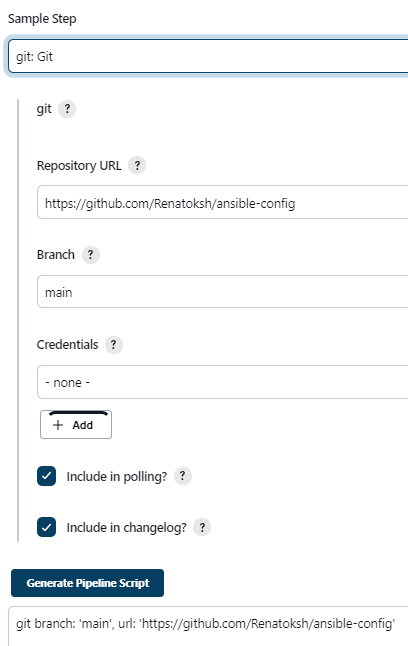 Sample Step
git: Git
git ?
Repository URL ?
https://github.com/Renatoksh/ansible-config
Branch ?
main
Credentials ?
- none -
+ Add
Include in polling? ?
Include in changelog? ?
Generate Pipeline Script
git branch: 'main', url: 'https://github.com/Renatoksh/ansible-config'